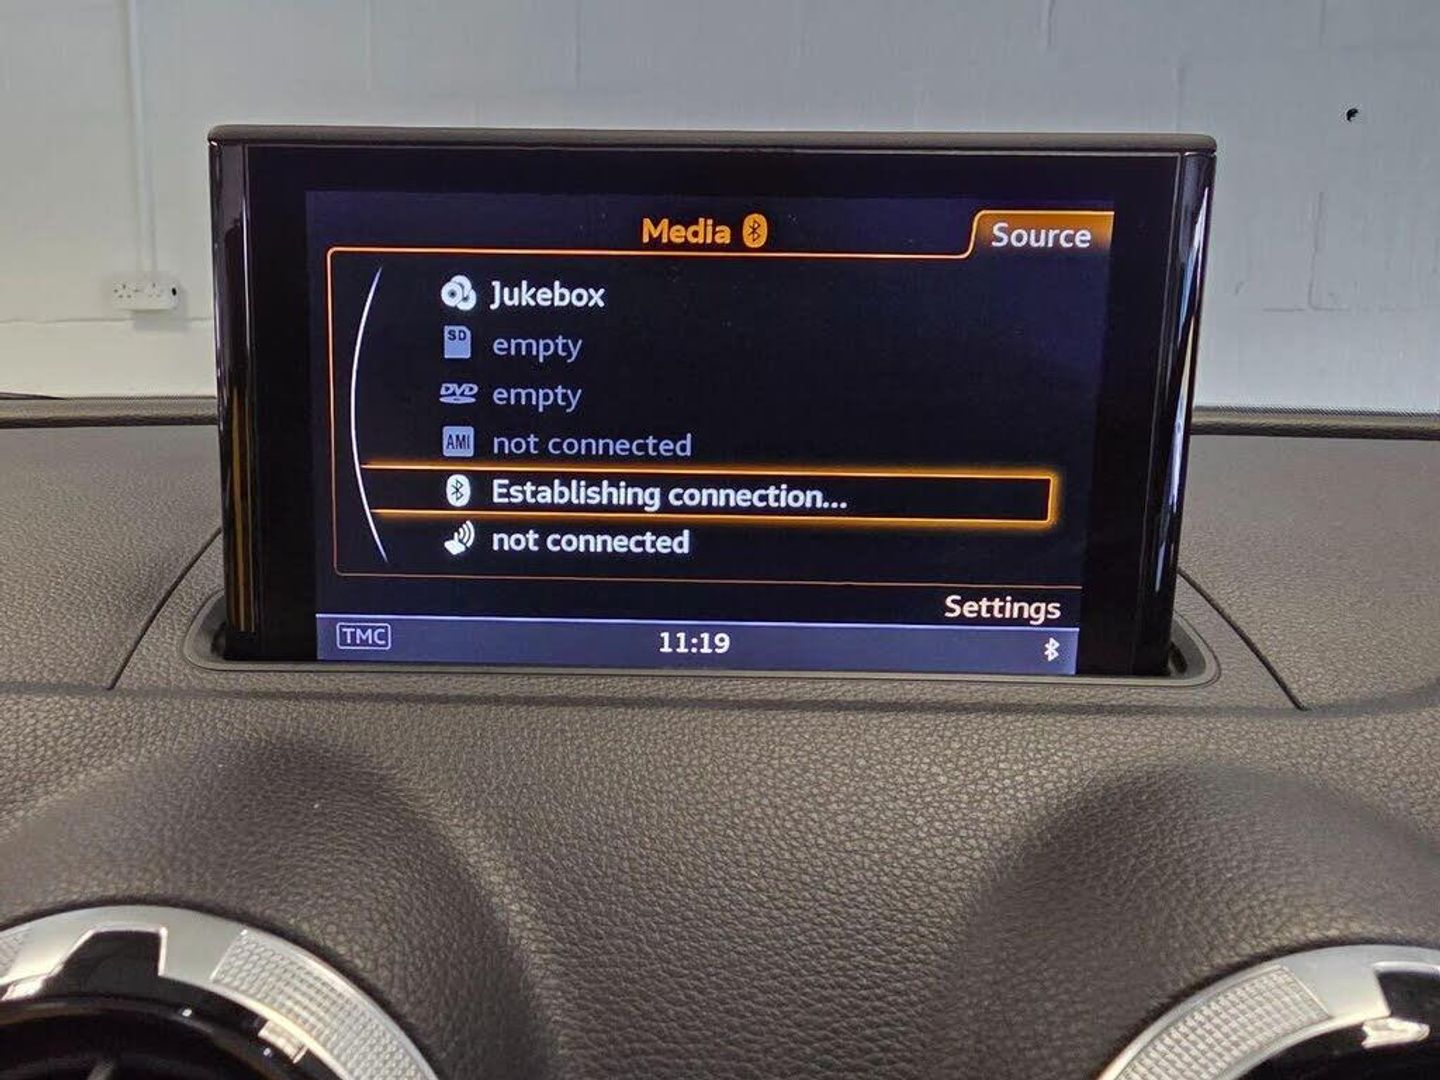 Media
Source
Jukebox
SD empty
DVD empty
AMI not connected
Establishing connection...
not connected
Settings
TMC 11:19